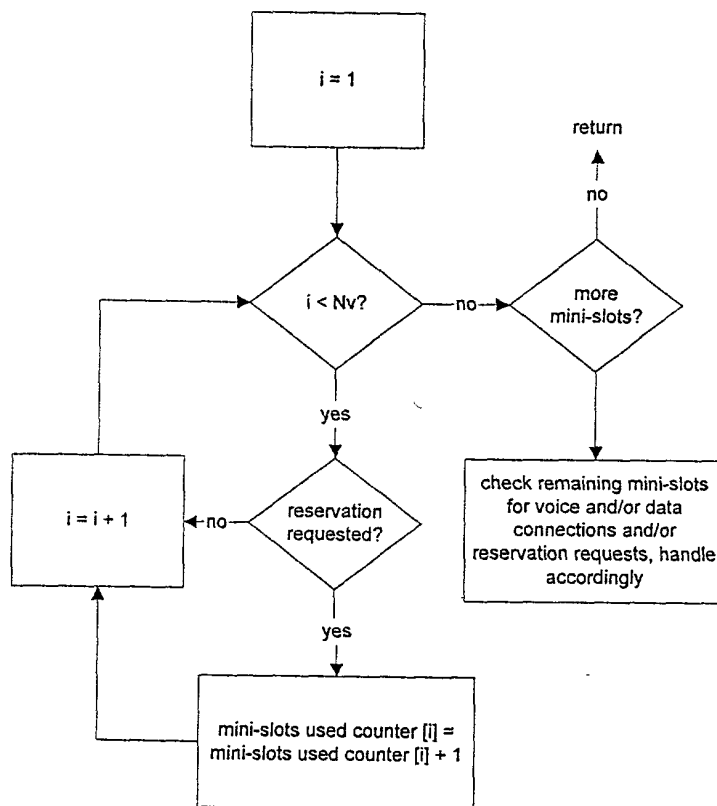 i = 1
return
no
i < Nv?
no
more
mini-slots?
yes
i = i + 1
no
reservation
requested?
check remaining mini-slots
for voice and/or data
connections and/or
reservation requests, handle
accordingly
yes
mini-slots used counter [i] =
mini-slots used counter [i] + 1